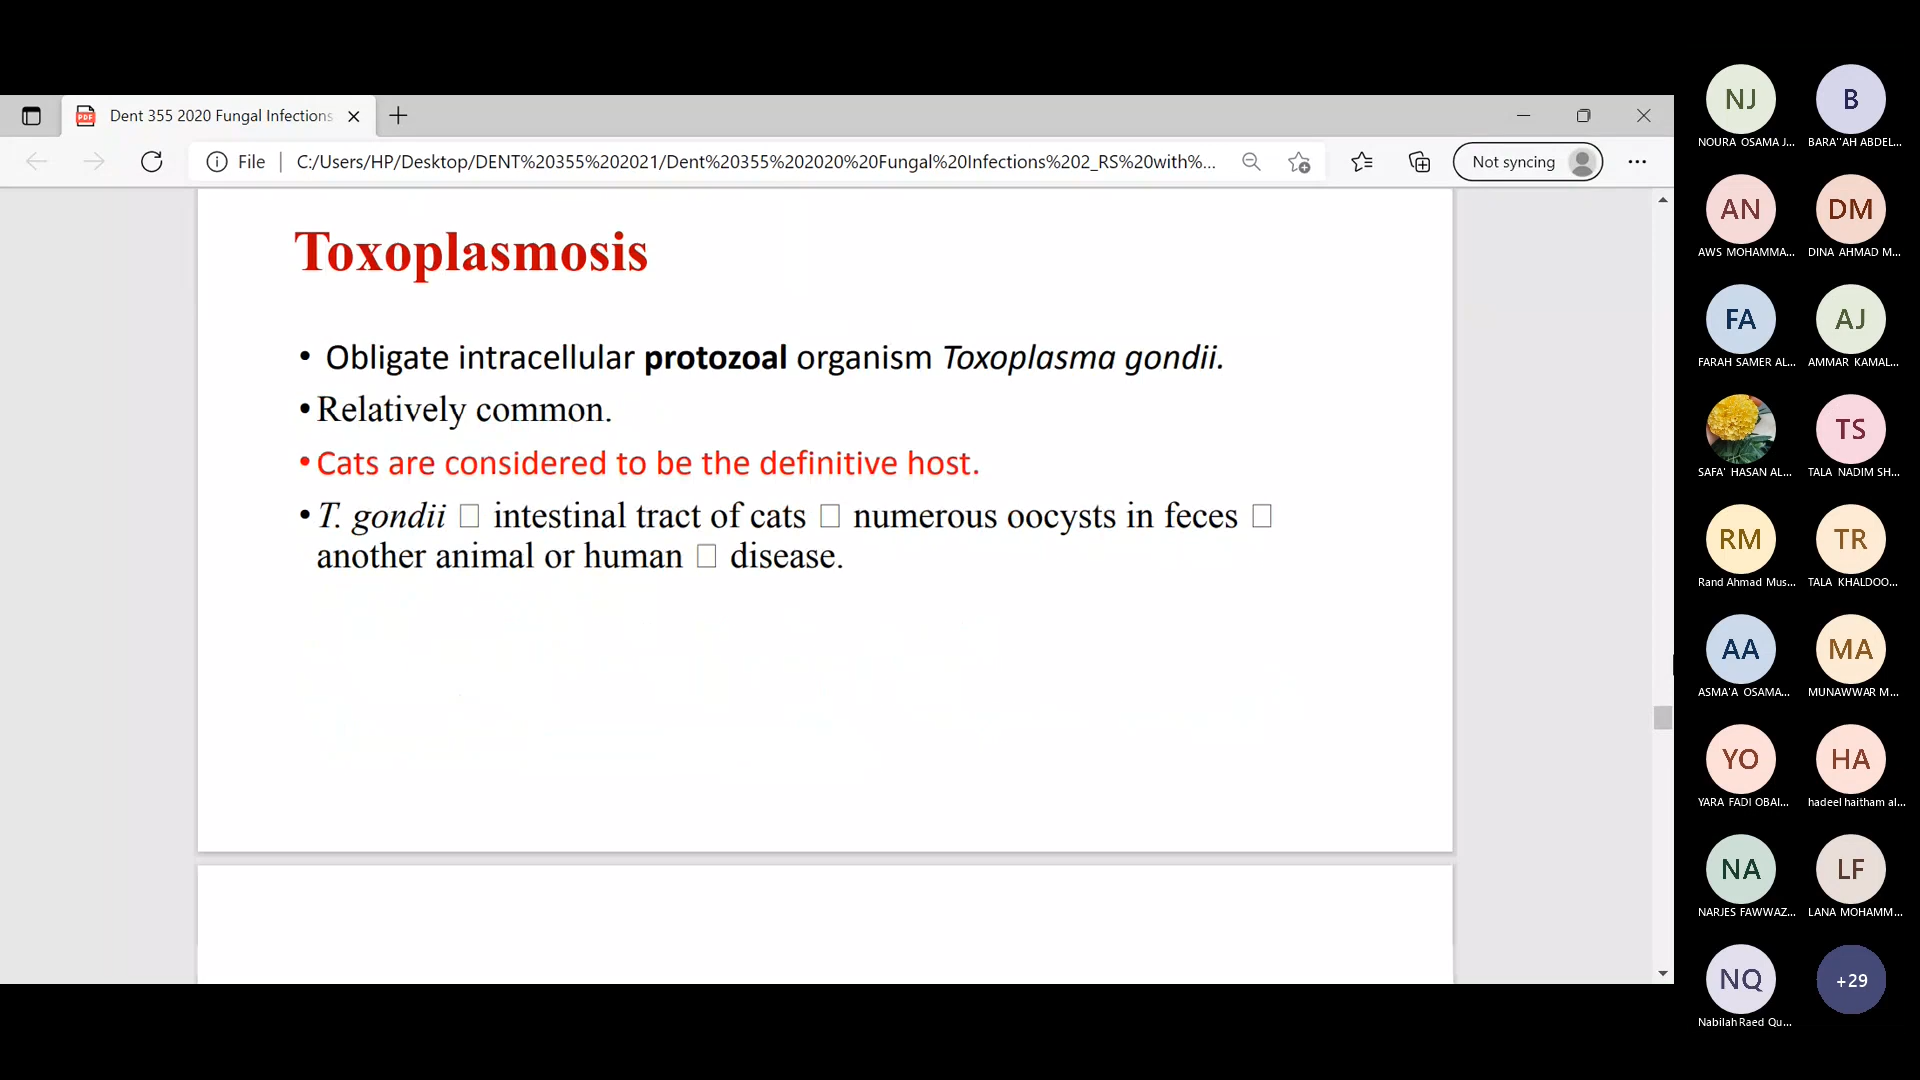 Dent 355 2020 Fungal Infections
File
C:/Users/HP/Desktop/DENT%20355%202021/Dent%20355%202020%20Fungal%20Infections%202_RS%20with%...
Not syncing
Toxoplasmosis
• Obligate intracellular protozoal organism Toxoplasma gondii.
• Relatively common.
• Cats are considered to be the definitive host.
• T. gondii □ intestinal tract of cats □ numerous oocysts in feces □
another animal or human □ disease.
NJ B
NOURA OSAMA J... BARA''AH ABDEL...
AN DM
AWS MOHAMMA... DINA AHMAD M...
FA AJ
FARAH SAMER AL... AMMAR KAMAL...
TS
SAFA' HASAN AL... TALA NADIM SH...
RM TR
Rand Ahmad Mus... TALA KHALDOO...
AA MA
ASMA'A OSAMA... MUNAWWAR M...
YO HA
YARA FADI OBAI... hadeel haitham al...
NA LF
NARJES FAWWAZ... LANA MOHAMM...
NQ +29
Nabilah Raed Qu...